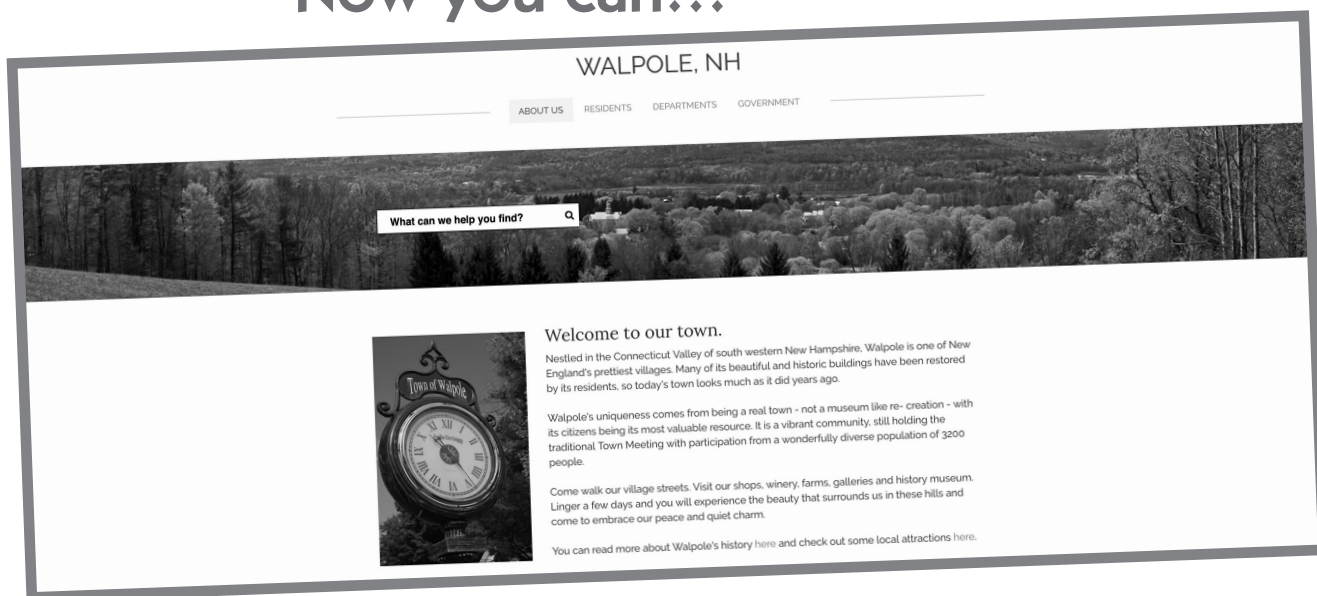 Now you can...
WALPOLE, NH
ABOUT US RESIDENTS DEPARTMENTS GOVERNMENT
What can we help you find?
Town of Walpole
Welcome to our town.
Nestled in the Connecticut Valley of south western New Hampshire, Walpole is one of New
England's prettiest villages. Many of its beautiful and historic buildings have been restored
by its residents, so today's town looks much as it did years ago.
Walpole's uniqueness comes from being a real town - not a museum like re- creation - with
its citizens being its most valuable resource. It is a vibrant community, still holding the
traditional Town Meeting with participation from a wonderfully diverse population of 3200
people.
Come walk our village streets. Visit our shops, winery, farms, galleries and history museum.
Linger a few days and you will experience the beauty that surrounds us in these hills and
come to embrace our peace and quiet charm.
You can read more about Walpole's history here and check out some local attractions here.